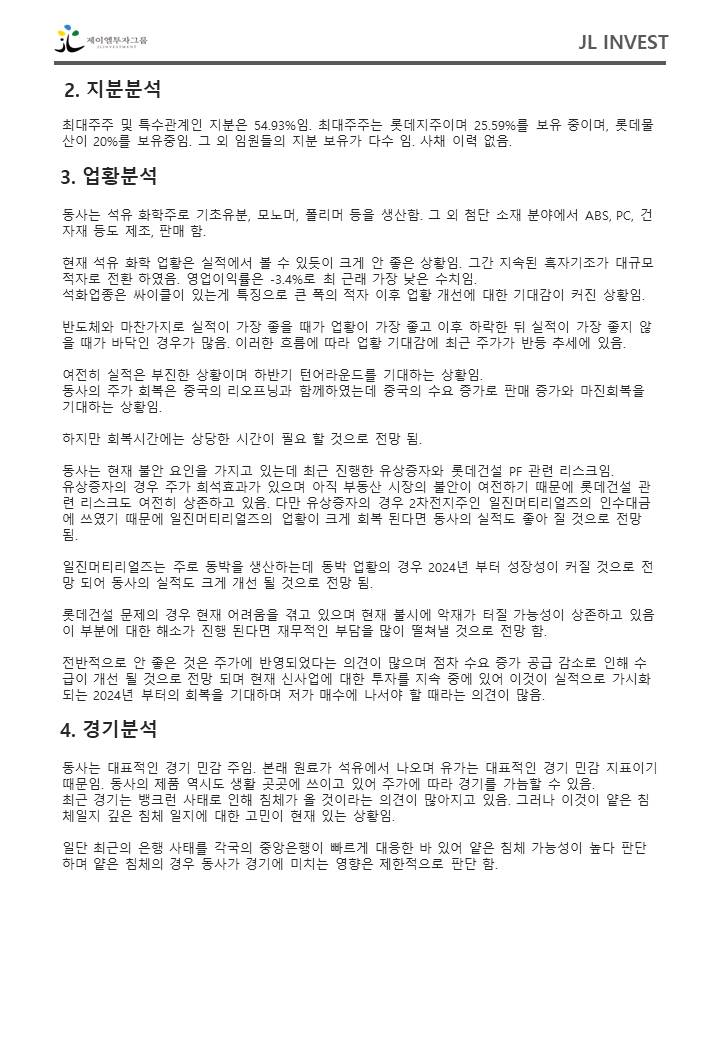 제이엘투자그룹
JLINVESTMENT
JL INVEST
2. 지분분석
최대주주 및 특수관계인 지분은 54.93%임. 최대주주는 롯데지주이며 25.59%를 보유 중이며, 롯데물
산이 20%를 보유중임. 그 외 임원들의 지분 보유가 다수 임. 사채 이력 없음.
3. 업황분석
동사는 석유 화학주로 기초유분, 모노머, 폴리머 등을 생산함. 그 외 첨단 소재 분야에서 ABS, PC, 건
자재 등도 제조, 판매 함.
현재 석유 화학 업황은 실적에서 볼 수 있듯이 크게 안 좋은 상황임. 그간 지속된 흑자기조가 대규모
적자로 전환 하였음. 영업이익률은 -3.4%로 최 근래 가장 낮은 수치임.
석화업종은 싸이클이 있는게 특징으로 큰 폭의 적자 이후 업황 개선에 대한 기대감이 커진 상황임.
반도체와 마찬가지로 실적이 가장 좋을 때가 업황이 가장 좋고 이후 하락한 뒤 실적이 가장 좋지 않
을 때가 바닥인 경우가 많음. 이러한 흐름에 따라 업황 기대감에 최근 주가가 반등 추세에 있음.
여전히 실적은 부진한 상황이며 하반기 턴어라운드를 기대하는 상황임.
동사의 주가 회복은 중국의 리오프닝과 함께하였는데 중국의 수요 증가로 판매 증가와 마진회복을
기대하는 상황임.
하지만 회복시간에는 상당한 시간이 필요 할 것으로 전망 됨.
동사는 현재 불안 요인을 가지고 있는데 최근 진행한 유상증자와 롯데건설 PF 관련 리스크임.
유상증자의 경우 주가 희석효과가 있으며 아직 부동산 시장의 불안이 여전하기 때문에 롯데건설 관
련 리스크도 여전히 상존하고 있음. 다만 유상증자의 경우 2차전지주인 일진머티리얼즈의 인수대금
에 쓰였기 때문에 일진머티리얼즈의 업황이 크게 회복 된다면 동사의 실적도 좋아 질 것으로 전망
됨.
일진머티리얼즈는 주로 동박을 생산하는데 동박 업황의 경우 2024년 부터 성장성이 커질 것으로 전
망 되어 동사의 실적도 크게 개선 될 것으로 전망 됨.
롯데건설 문제의 경우 현재 어려움을 겪고 있으며 현재 불시에 악재가 터질 가능성이 상존하고 있음
이 부분에 대한 해소가 진행 된다면 재무적인 부담을 많이 떨쳐낼 것으로 전망 함.
전반적으로 안 좋은 것은 주가에 반영되었다는 의견이 많으며 점차 수요 증가 공급 감소로 인해 수
급이 개선 될 것으로 전망 되며 현재 신사업에 대한 투자를 지속 중에 있어 이것이 실적으로 가시화
되는 2024년 부터의 회복을 기대하며 저가 매수에 나서야 할 때라는 의견이 많음.
4. 경기분석
동사는 대표적인 경기 민감 주임. 본래 원료가 석유에서 나오며 유가는 대표적인 경기 민감 지표이기
때문임. 동사의 제품 역시도 생활 곳곳에 쓰이고 있어 주가에 따라 경기를 가늠할 수 있음.
최근 경기는 뱅크런 사태로 인해 침체가 올 것이라는 의견이 많아지고 있음. 그러나 이것이 얕은 침
체일지 깊은 침체 일지에 대한 고민이 현재 있는 상황임.
일단 최근의 은행 사태를 각국의 중앙은행이 빠르게 대응한 바 있어 얕은 침체 가능성이 높다 판단
하며 얕은 침체의 경우 동사가 경기에 미치는 영향은 제한적으로 판단 함.